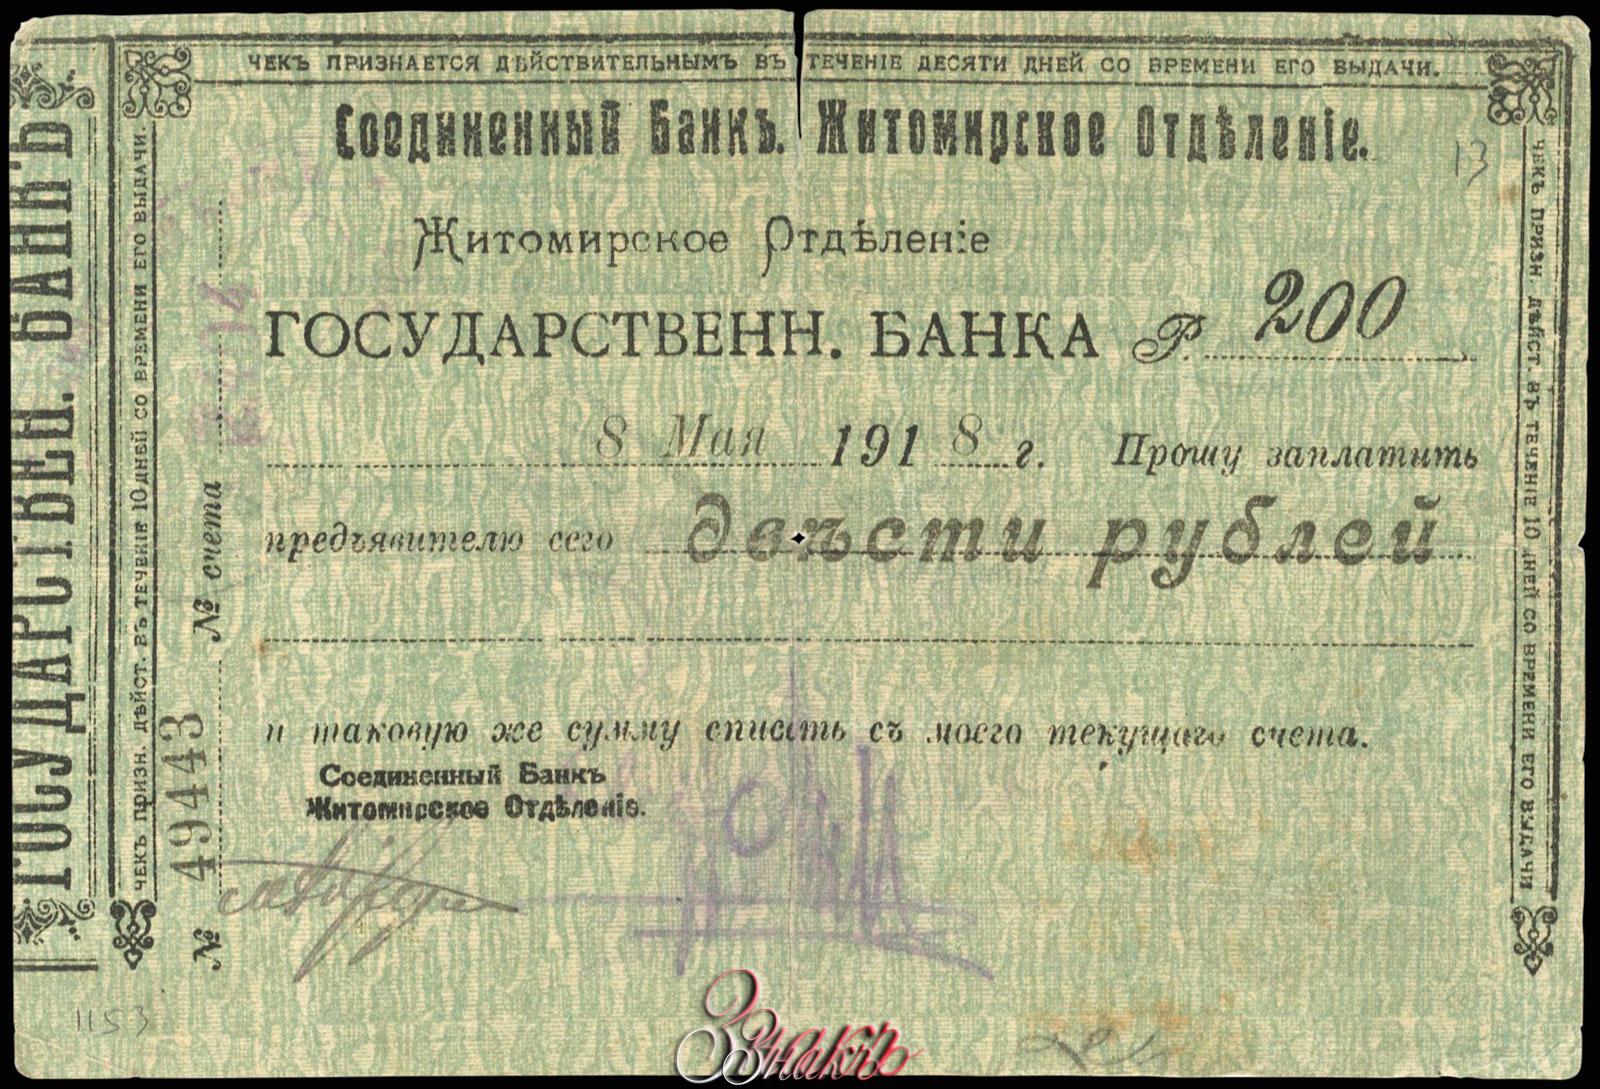 ЧЕКЪ ПРИЗНАЕТСЯ ДѢЙСТВИТЕЛЬНЫМЪ ВЪ ТЕЧЕНІЕ ДЕСЯТИ ДНЕЙ СО ВРЕМЕНИ ЕГО ВЫДАЧИ.
Соединенный Банкъ. Житомирское Отдѣленіе.
13
Житомирское Отдѣленіе
ГОСУДАРСТВЕНН. БАНКА Р. 200
8 Мая 1918 г. Прошу заплатить
предъявителю сего двѣсти рублей
и таковую же сумму списать съ моего текущаго счета.
Соединенный Банкъ
Житомирское Отдѣленіе.
ГОСУДАРСТВЕН. БАНКЪ
ЧЕКЪ ПРИЗН. ДѢЙСТ. ВЪ ТЕЧЕНІЕ 10 ДНЕЙ СО ВРЕМЕНИ ЕГО ВЫДАЧИ.
№ 49443 № счета
ЧЕКЪ ПРИЗН. ДѢЙСТ. ВЪ ТЕЧЕНІЕ 10 ДНЕЙ СО ВРЕМЕНИ ЕГО ВЫДАЧИ
1153
Знакъ